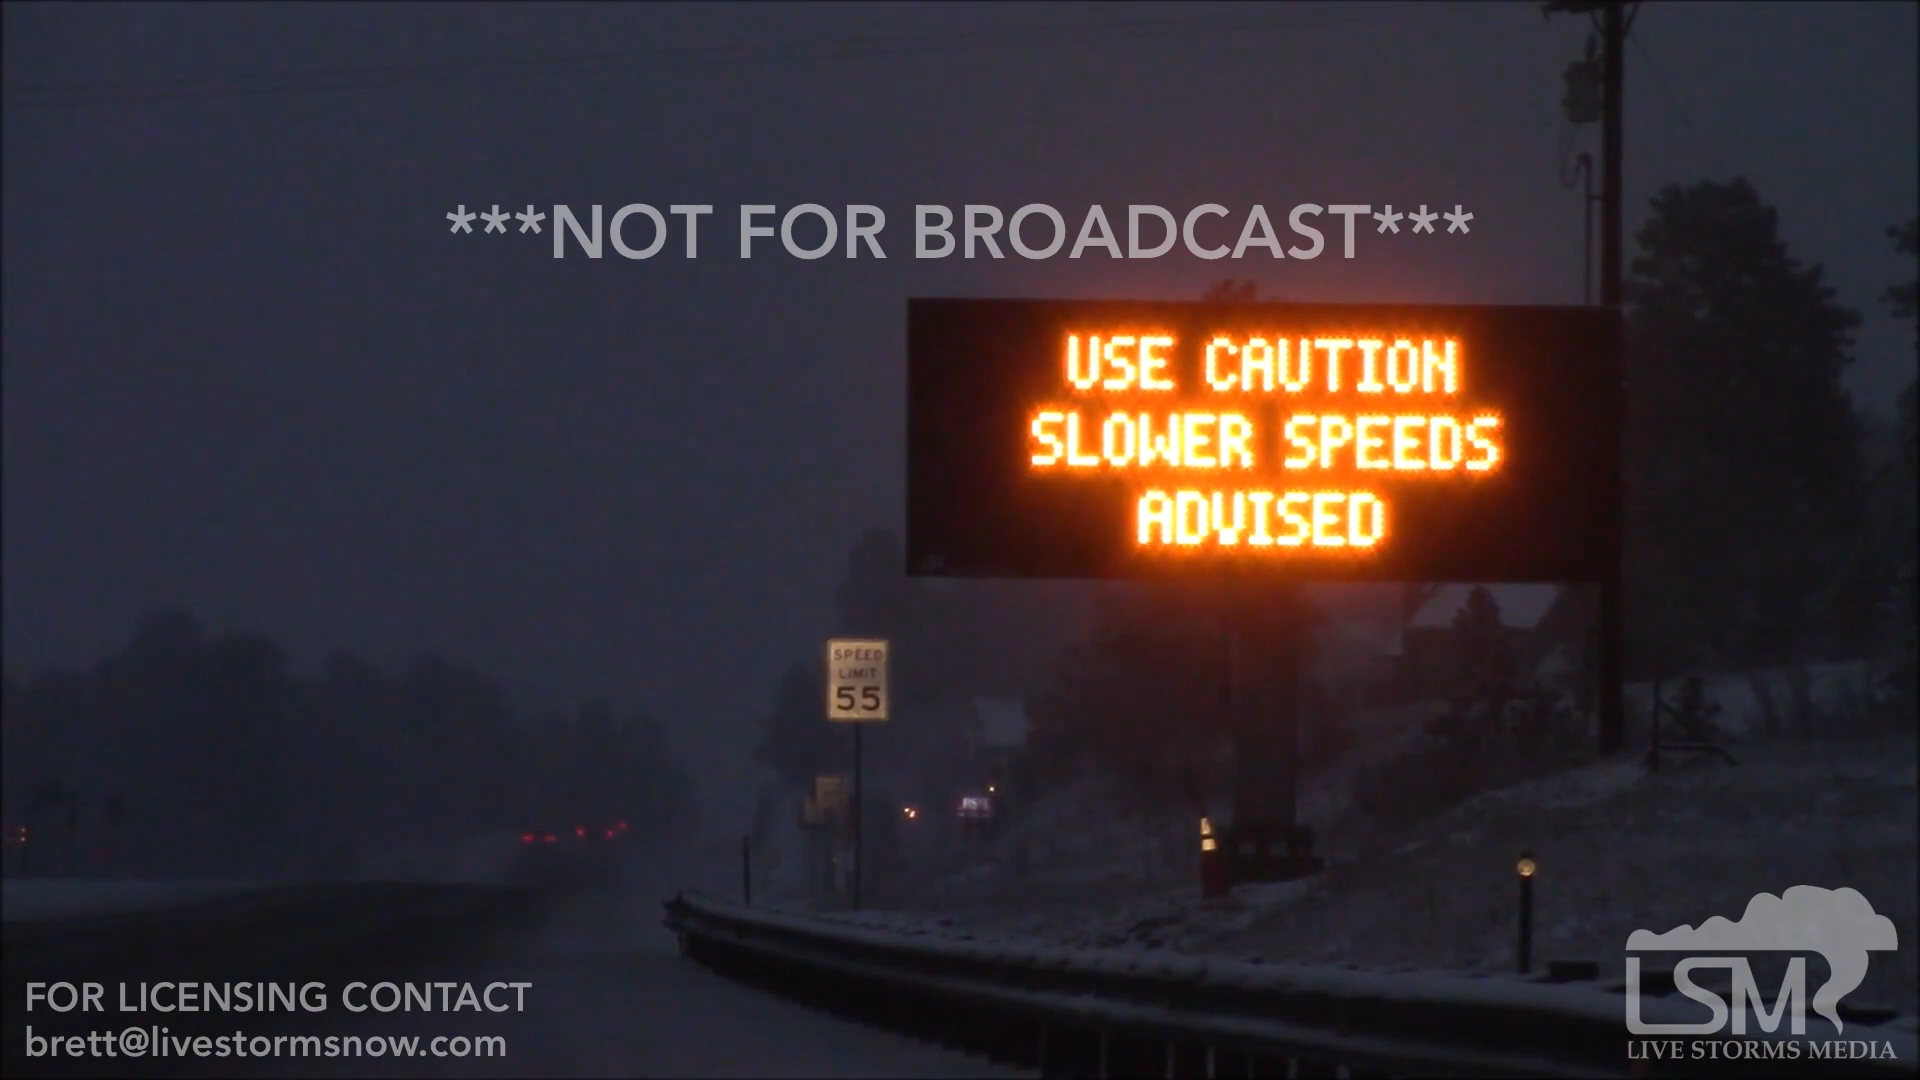 ***NOT FOR BROADCAST***
USE CAUTION
SLOWER SPEEDS
ADVISED
SPEED
LIMIT
55
FOR LICENSING CONTACT
brett@livestormsnow.com
LSM
LIVE STORMS MEDIA